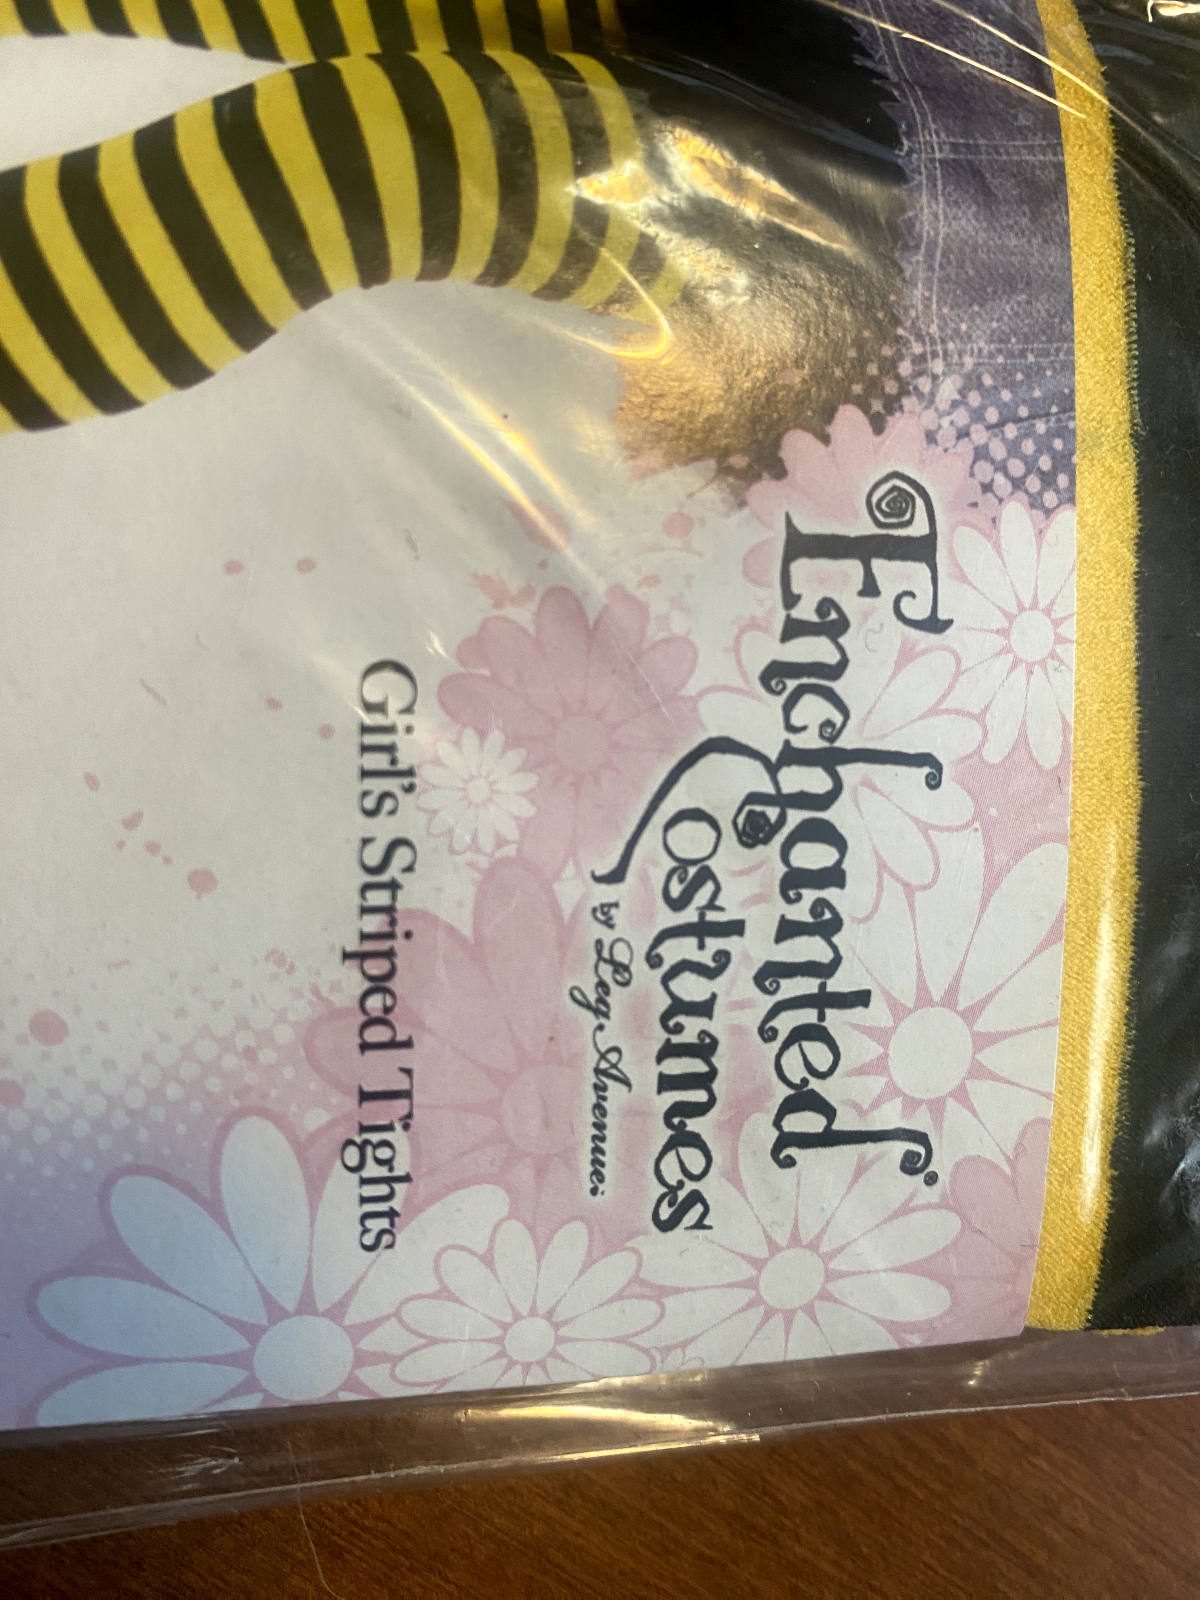 Enchanted®
Costumes
by Leg Avenue®
Girl's Striped Tights